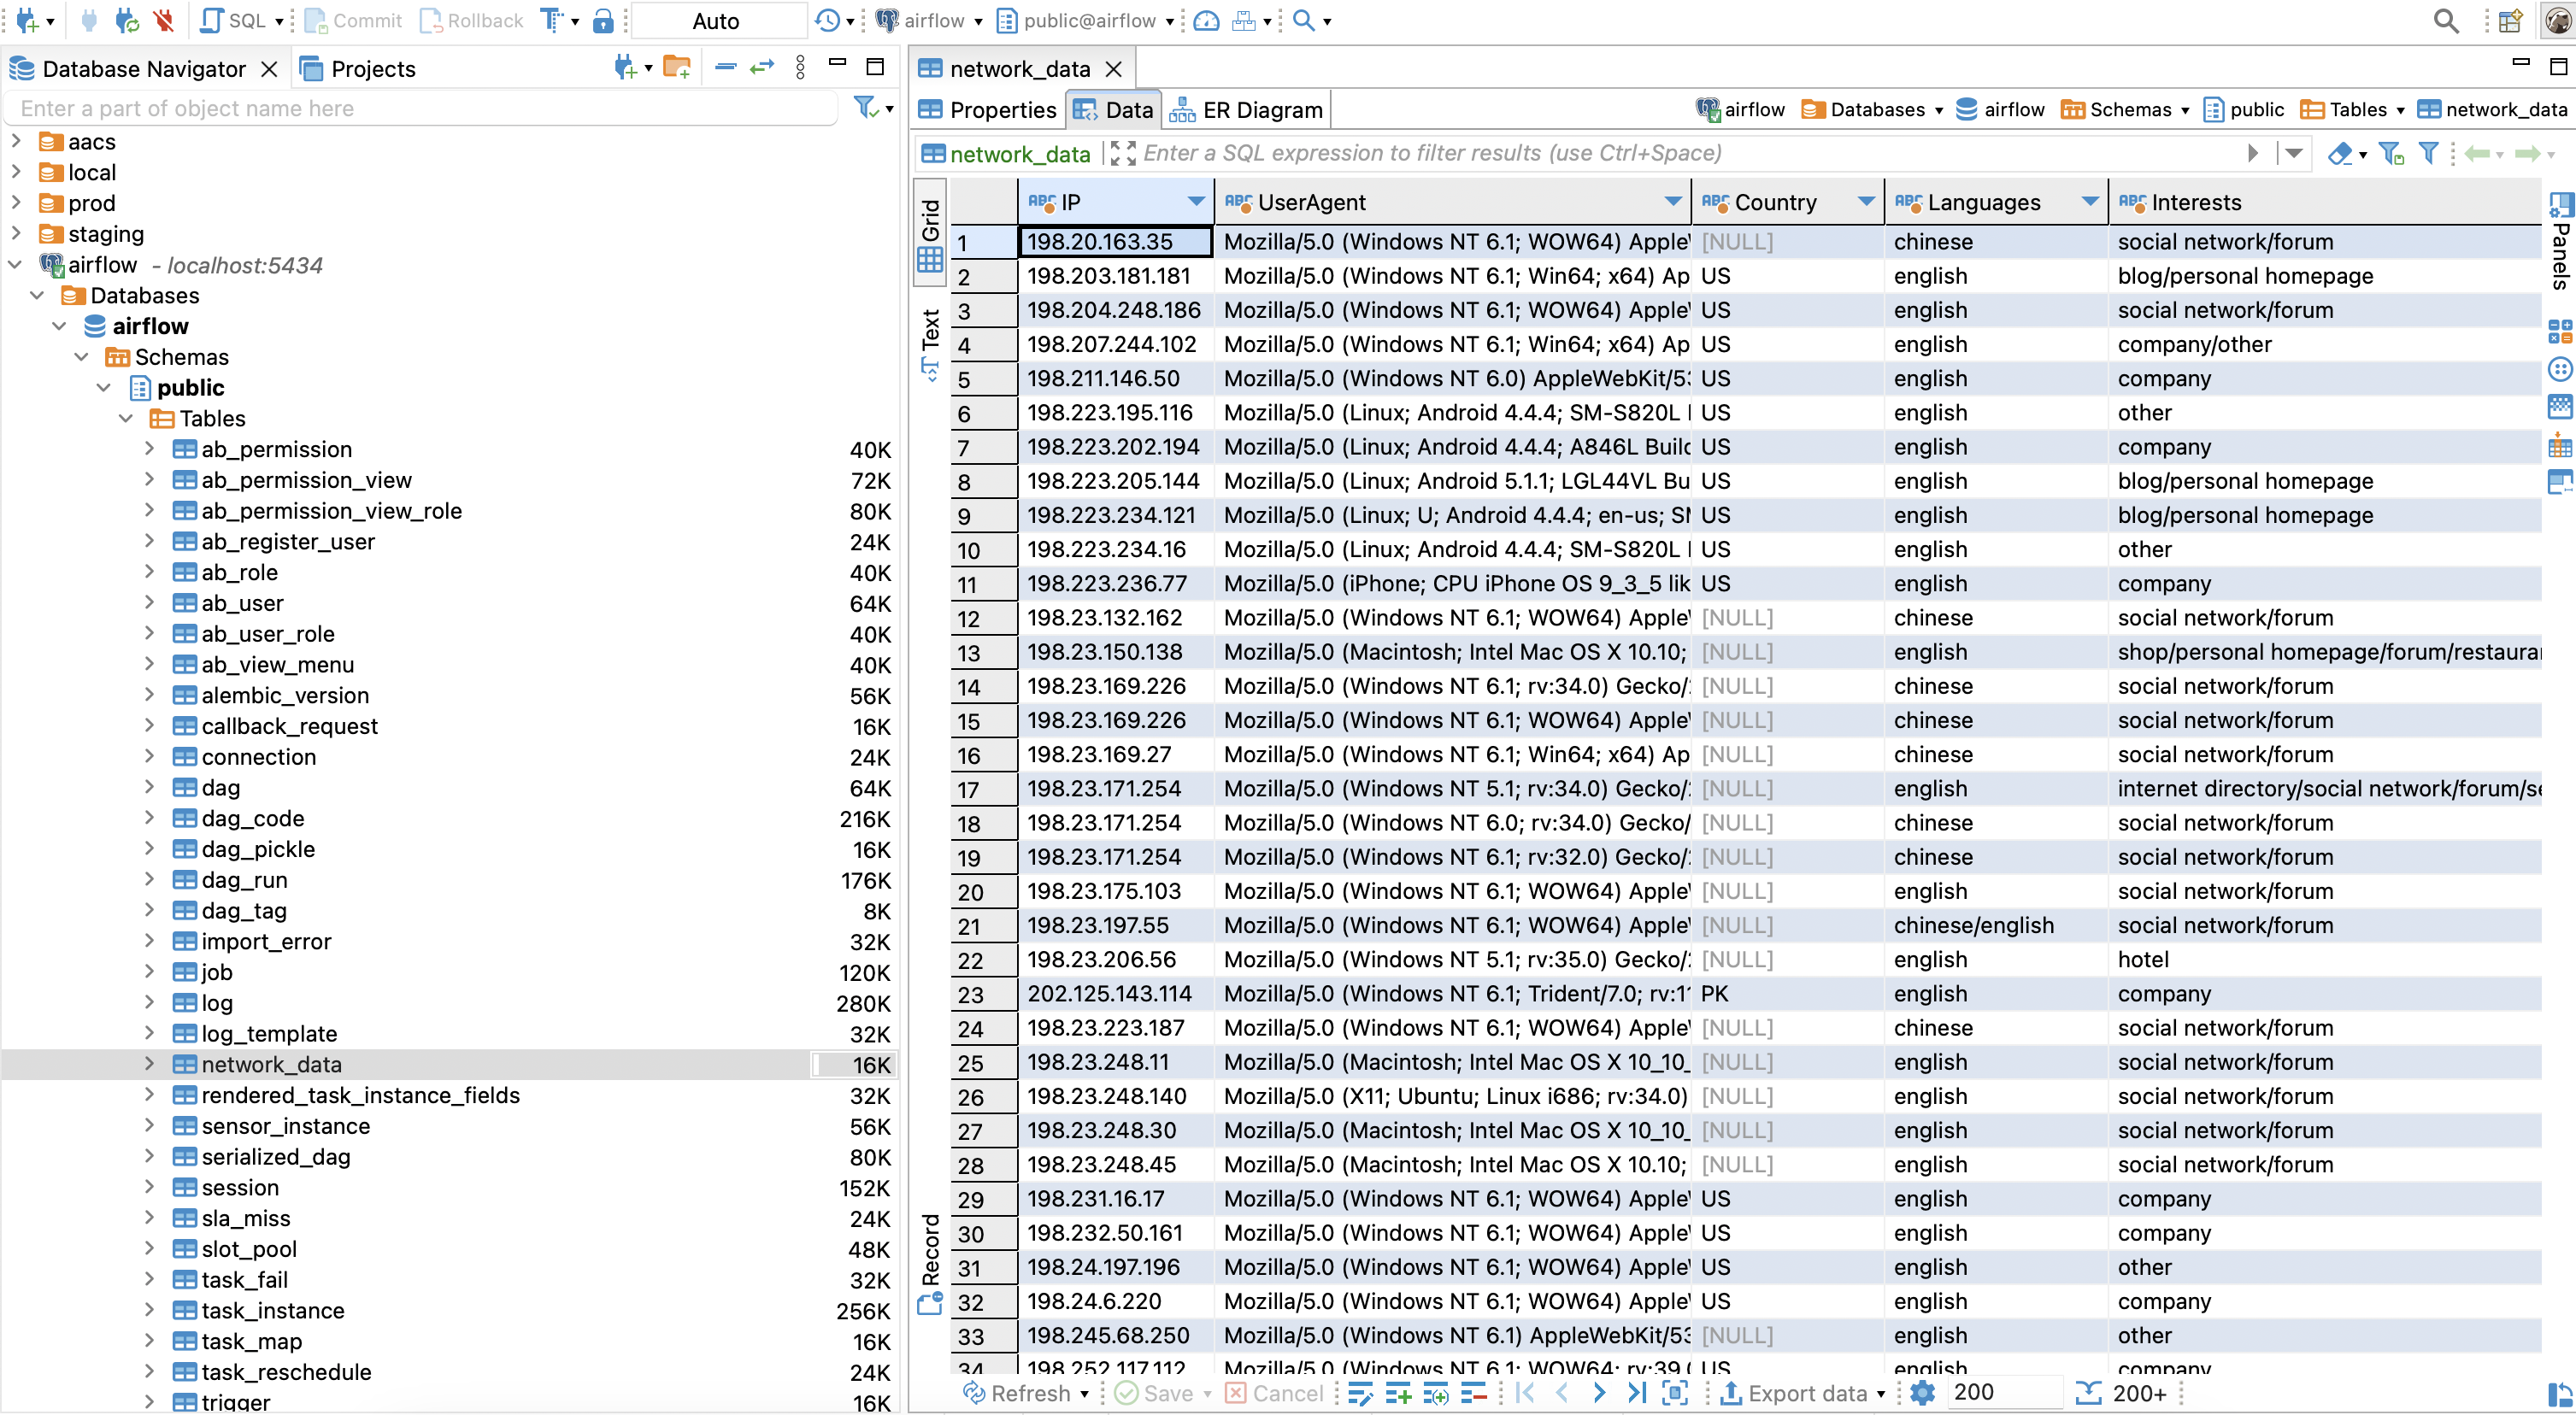 SQL Commit Rollback Auto airflow public@airflow
Database Navigator Projects
Enter a part of object name here
aacs
local
prod
staging
airflow - localhost:5434
Databases
airflow
Schemas
public
Tables
ab_permission 40K
ab_permission_view 72K
ab_permission_view_role 80K
ab_register_user 24K
ab_role 40K
ab_user 64K
ab_user_role 40K
ab_view_menu 40K
alembic_version 56K
callback_request 16K
connection 24K
dag 64K
dag_code 216K
dag_pickle 16K
dag_run 176K
dag_tag 8K
import_error 32K
job 120K
log 280K
log_template 32K
network_data 16K
rendered_task_instance_fields 32K
sensor_instance 56K
serialized_dag 80K
session 152K
sla_miss 24K
slot_pool 48K
task_fail 32K
task_instance 256K
task_map 16K
task_reschedule 24K
trigger 16K
network_data
Properties Data ER Diagram airflow Databases airflow Schemas public Tables network_data
network_data Enter a SQL expression to filter results (use Ctrl+Space)
Grid
Text
Record
Panels
ABC IP ABC UserAgent ABC Country ABC Languages ABC Interests
1 198.20.163.35 Mozilla/5.0 (Windows NT 6.1; WOW64) Apple [NULL] chinese social network/forum
2 198.203.181.181 Mozilla/5.0 (Windows NT 6.1; Win64; x64) Ap US english blog/personal homepage
3 198.204.248.186 Mozilla/5.0 (Windows NT 6.1; WOW64) Apple US english social network/forum
4 198.207.244.102 Mozilla/5.0 (Windows NT 6.1; Win64; x64) Ap US english company/other
5 198.211.146.50 Mozilla/5.0 (Windows NT 6.0) AppleWebKit/53 US english company
6 198.223.195.116 Mozilla/5.0 (Linux; Android 4.4.4; SM-S820L US english other
7 198.223.202.194 Mozilla/5.0 (Linux; Android 4.4.4; A846L Build US english company
8 198.223.205.144 Mozilla/5.0 (Linux; Android 5.1.1; LGL44VL Bu US english blog/personal homepage
9 198.223.234.121 Mozilla/5.0 (Linux; U; Android 4.4.4; en-us; SM US english blog/personal homepage
10 198.223.234.16 Mozilla/5.0 (Linux; Android 4.4.4; SM-S820L US english other
11 198.223.236.77 Mozilla/5.0 (iPhone; CPU iPhone OS 9_3_5 lik US english company
12 198.23.132.162 Mozilla/5.0 (Windows NT 6.1; WOW64) Apple [NULL] chinese social network/forum
13 198.23.150.138 Mozilla/5.0 (Macintosh; Intel Mac OS X 10.10; [NULL] english shop/personal homepage/forum/restaura
14 198.23.169.226 Mozilla/5.0 (Windows NT 6.1; rv:34.0) Gecko/ [NULL] chinese social network/forum
15 198.23.169.226 Mozilla/5.0 (Windows NT 6.1; WOW64) Apple [NULL] chinese social network/forum
16 198.23.169.27 Mozilla/5.0 (Windows NT 6.1; Win64; x64) Ap [NULL] chinese social network/forum
17 198.23.171.254 Mozilla/5.0 (Windows NT 5.1; rv:34.0) Gecko/ [NULL] english internet directory/social network/forum/se
18 198.23.171.254 Mozilla/5.0 (Windows NT 6.0; rv:34.0) Gecko/ [NULL] chinese social network/forum
19 198.23.171.254 Mozilla/5.0 (Windows NT 6.1; rv:32.0) Gecko/ [NULL] chinese social network/forum
20 198.23.175.103 Mozilla/5.0 (Windows NT 6.1; WOW64) Apple [NULL] english social network/forum
21 198.23.197.55 Mozilla/5.0 (Windows NT 6.1; WOW64) Apple [NULL] chinese/english social network/forum
22 198.23.206.56 Mozilla/5.0 (Windows NT 5.1; rv:35.0) Gecko/ [NULL] english hotel
23 202.125.143.114 Mozilla/5.0 (Windows NT 6.1; Trident/7.0; rv:11 PK english company
24 198.23.223.187 Mozilla/5.0 (Windows NT 6.1; WOW64) Apple [NULL] chinese social network/forum
25 198.23.248.11 Mozilla/5.0 (Macintosh; Intel Mac OS X 10_10_ [NULL] english social network/forum
26 198.23.248.140 Mozilla/5.0 (X11; Ubuntu; Linux i686; rv:34.0) [NULL] english social network/forum
27 198.23.248.30 Mozilla/5.0 (Macintosh; Intel Mac OS X 10_10_ [NULL] english social network/forum
28 198.23.248.45 Mozilla/5.0 (Macintosh; Intel Mac OS X 10.10; [NULL] english social network/forum
29 198.231.16.17 Mozilla/5.0 (Windows NT 6.1; WOW64) Apple US english company
30 198.232.50.161 Mozilla/5.0 (Windows NT 6.1; WOW64) Apple US english company
31 198.24.197.196 Mozilla/5.0 (Windows NT 6.1; WOW64) Apple US english other
32 198.24.6.220 Mozilla/5.0 (Windows NT 6.1; WOW64) Apple US english company
33 198.245.68.250 Mozilla/5.0 (Windows NT 6.1) AppleWebKit/53 [NULL] english other
34 198.252.117.112 Mozilla/5.0 (Windows NT 6.1; WOW64; rv:39.0 US english company
Refresh Save Cancel Export data 200 200+